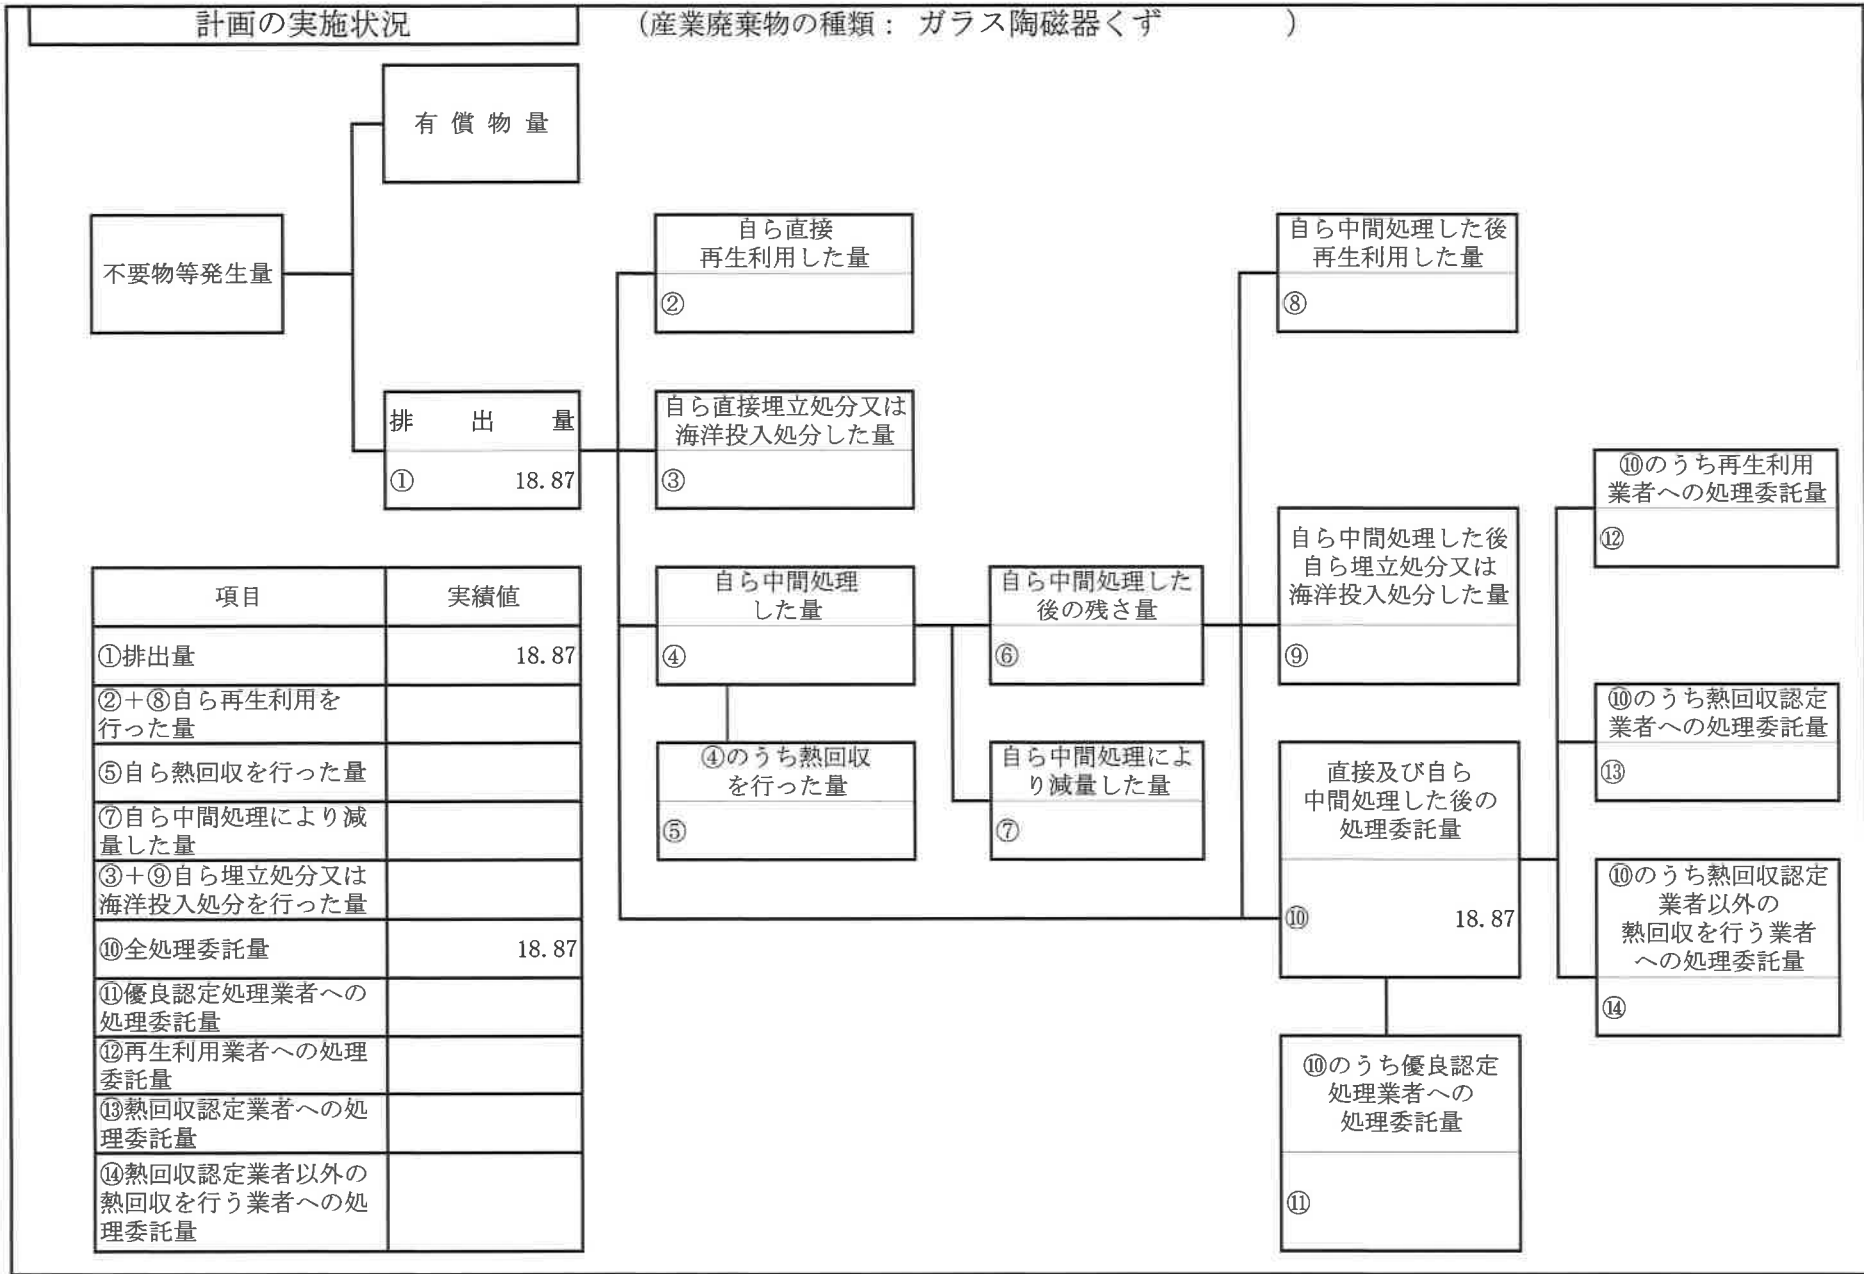 計画の実施状況
(産業廃棄物の種類： ガラス陶磁器くず )
有償物量
不要物等発生量
排出量
① 18.87
自ら直接
再生利用した量
②
自ら直接埋立処分又は
海洋投入処分した量
③
自ら中間処理
した量
④
④のうち熱回収
を行った量
⑤
自ら中間処理した
後の残さ量
⑥
自ら中間処理によ
り減量した量
⑦
自ら中間処理した後
再生利用した量
⑧
自ら中間処理した後
自ら埋立処分又は
海洋投入処分した量
⑨
直接及び自ら
中間処理した後の
処理委託量
⑩ 18.87
⑩のうち優良認定
処理業者への
処理委託量
⑪
⑩のうち再生利用
業者への処理委託量
⑫
⑩のうち熱回収認定
業者への処理委託量
⑬
⑩のうち熱回収認定
業者以外の
熱回収を行う業者
への処理委託量
⑭
項目 実績値
①排出量 18.87
②＋⑧自ら再生利用を
行った量
⑤自ら熱回収を行った量
⑦自ら中間処理により減
量した量
③＋⑨自ら埋立処分又は
海洋投入処分を行った量
⑩全処理委託量 18.87
⑪優良認定処理業者への
処理委託量
⑫再生利用業者への処理
委託量
⑬熱回収認定業者への処
理委託量
⑭熱回収認定業者以外の
熱回収を行う業者への処
理委託量